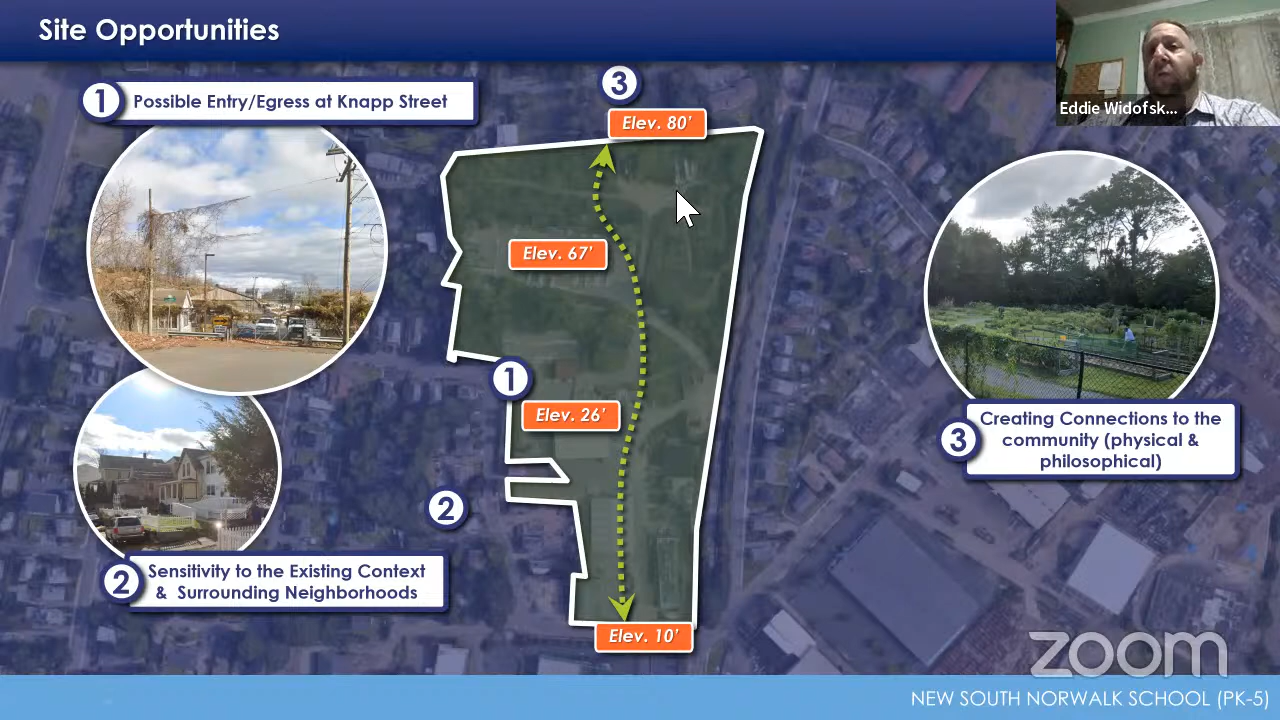 Site Opportunities
Eddie Widofsk...
1
Possible Entry/Egress at Knapp Street
3
Elev. 80’
Elev. 67’
1
Elev. 26’
2
Elev. 10’
2
Sensitivity to the Existing Context
& Surrounding Neighborhoods
3
Creating Connections to the
community (physical &
philosophical)
zoom
NEW SOUTH NORWALK SCHOOL (PK-5)